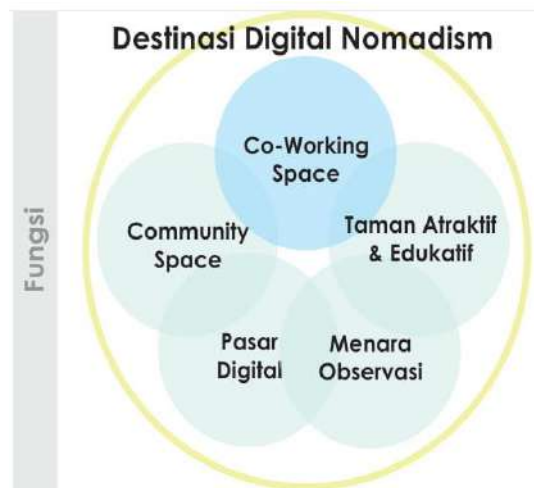 Destinasi Digital Nomadism
Fungsi
Co-Working
Space
Community
Space
Taman Atraktif
& Edukatif
Pasar
Digital
Menara
Observasi